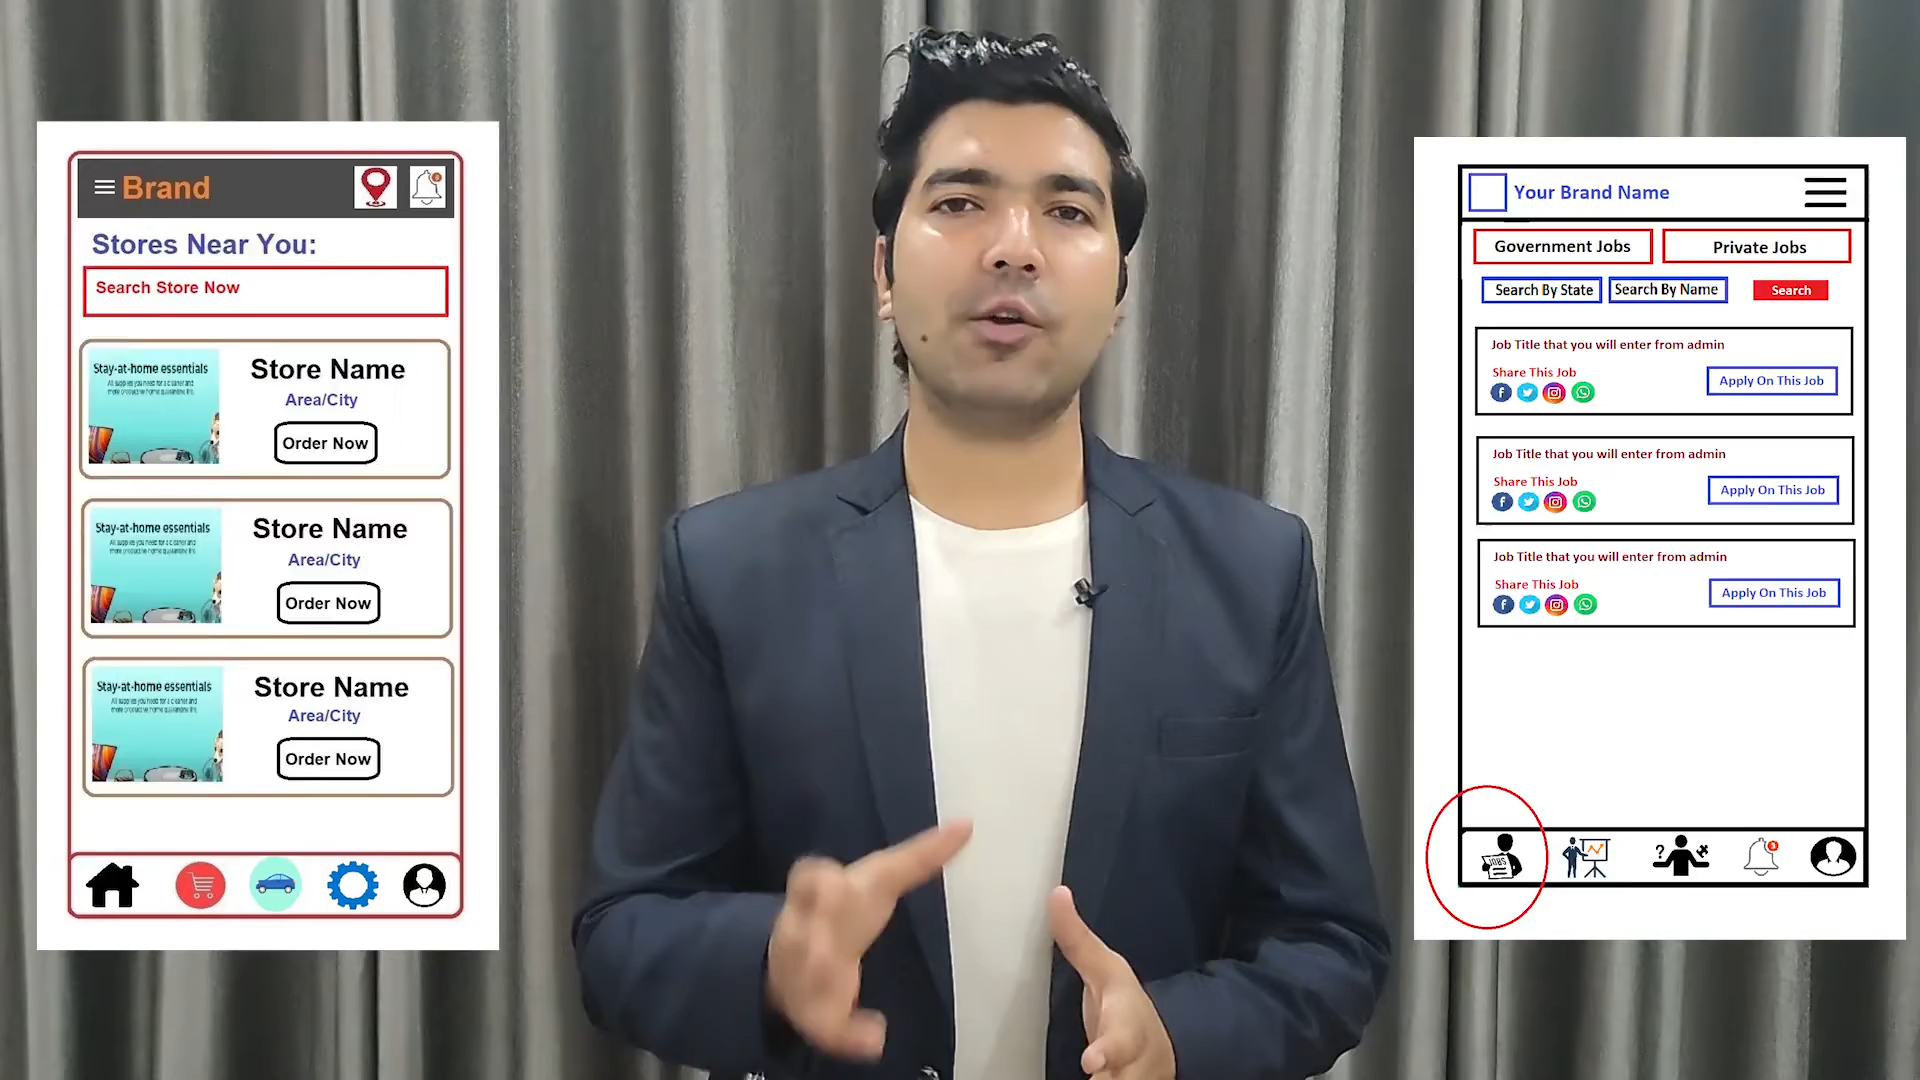 Brand
Stores Near You:
Search Store Now
Stay-at-home essentials
Store Name
Area/City
Order Now
Stay-at-home essentials
Store Name
Area/City
Order Now
Stay-at-home essentials
Store Name
Area/City
Order Now
Your Brand Name
Government Jobs
Private Jobs
Search By State
Search By Name
Search
Job Title that you will enter from admin
Share This Job
Apply On This Job
Job Title that you will enter from admin
Share This Job
Apply On This Job
Job Title that you will enter from admin
Share This Job
Apply On This Job
JOBS
3